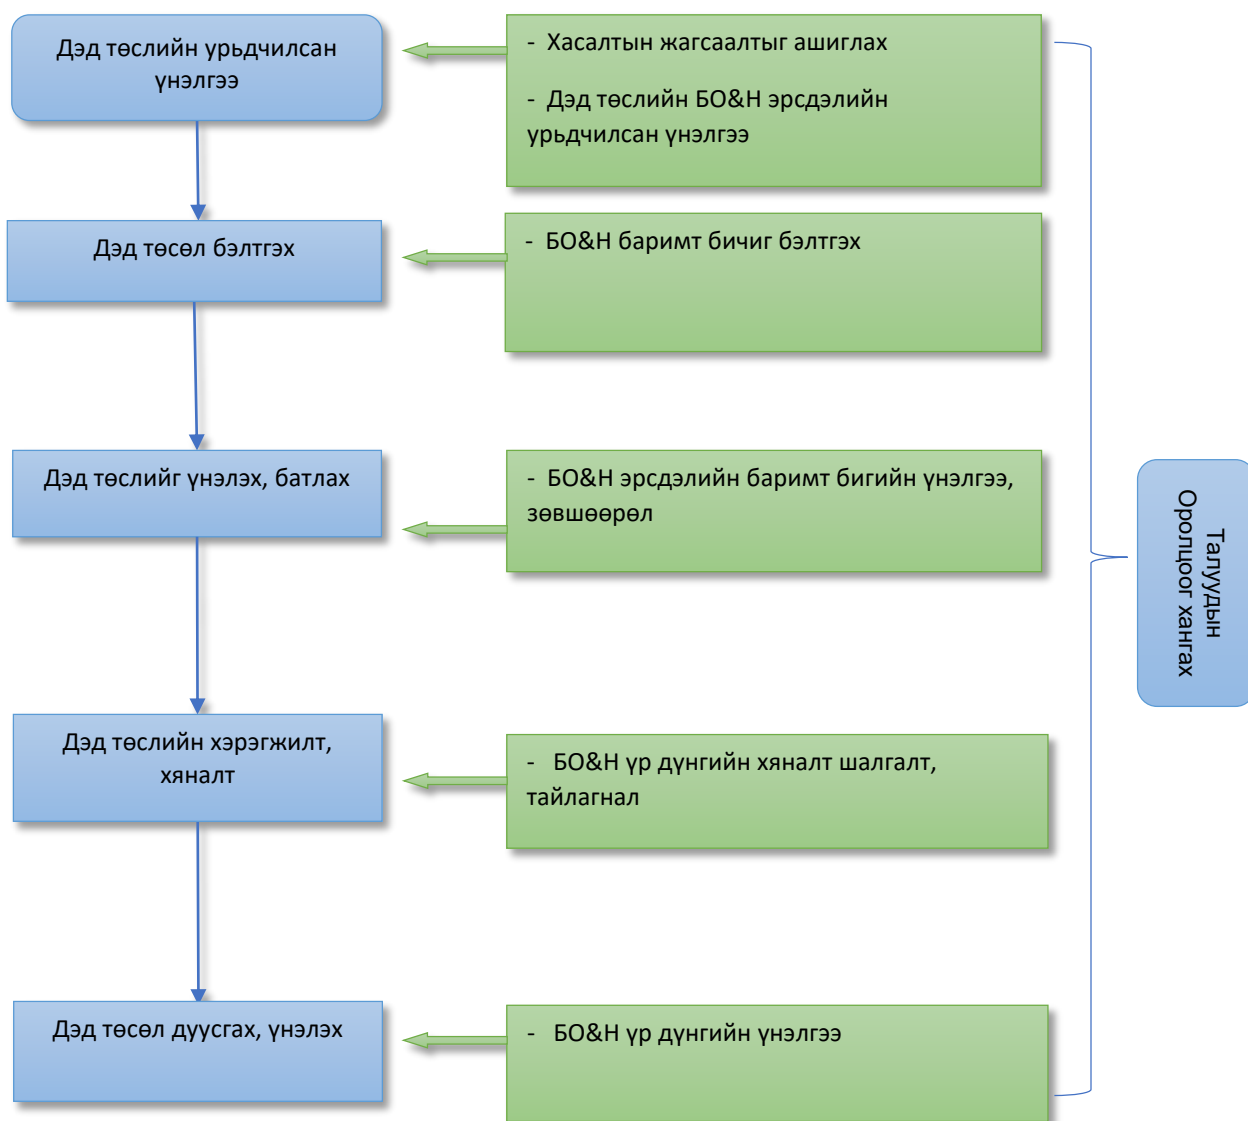 Дэд төслийн урьдчилсан
үнэлгээ
- Хасалтын жагсаалтыг ашиглах
- Дэд төслийн БО&Н эрсдэлийн
урьдчилсан үнэлгээ
Дэд төсөл бэлтгэх
- БО&Н баримт бичиг бэлтгэх
Дэд төслийг үнэлэх, батлах
- БО&Н эрсдэлийн баримт бигийн үнэлгээ,
зөвшөөрөл
Талуудын
Оролцоог хангах
Дэд төслийн хэрэгжилт,
хяналт
- БО&Н үр дүнгийн хяналт шалгалт,
тайлагнал
Дэд төсөл дуусгах, үнэлэх
- БО&Н үр дүнгийн үнэлгээ